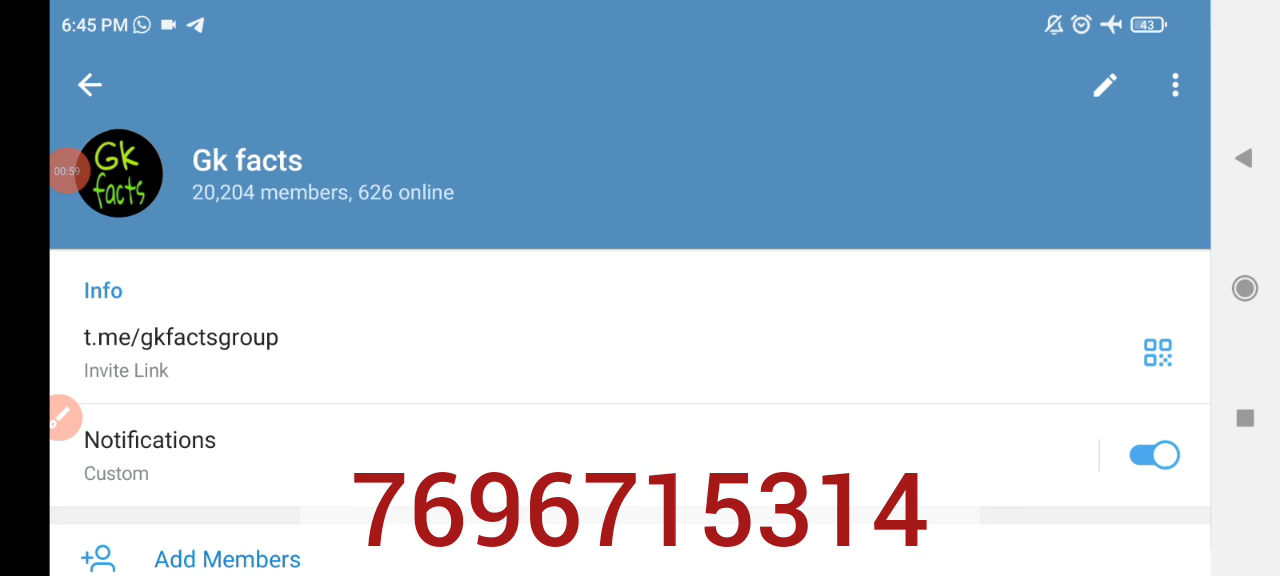 6:45 PM
43
Gk
facts
00:59
Gk facts
20,204 members, 626 online
Info
t.me/gkfactsgroup
Invite Link
Notifications
Custom
7696715314
Add Members